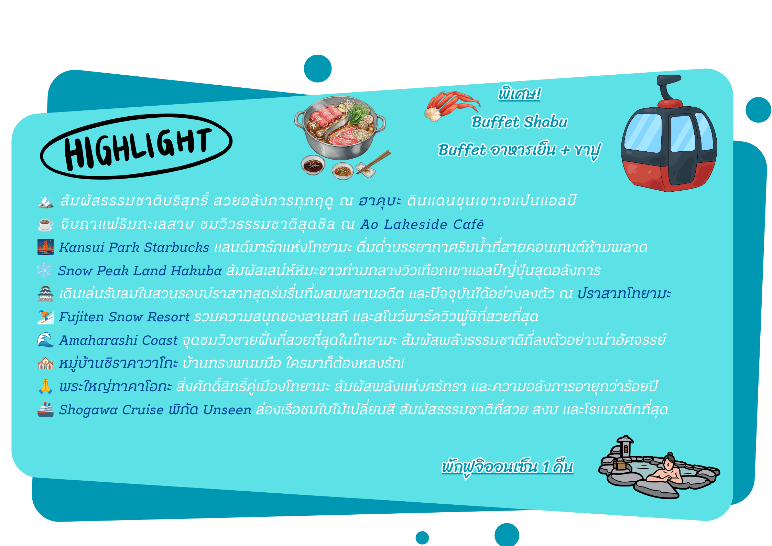 HIGHLIGHT
พิเศษ!
Buffet Shabu
Buffet อาหารเย็น + ขาปู
สัมผัสธรรมชาติบริสุทธิ์ สวยอลังการทุกฤดู ณ ฮาคุบะ ดินแดนขุนเขาเจแปนแอลป์
จิบกาแฟริมทะเลสาบ ชมวิวธรรมชาติสุดชิล ณ Ao Lakeside Café
Kansui Park Starbucks แลนด์มาร์กแห่งโทยามะ ดื่มด่ำบรรยากาศริมน้ำที่สายคอนเทนต์ห้ามพลาด
Snow Peak Land Hakuba สัมผัสเสน่ห์หิมะขาวท่ามกลางวิวเทือกเขาแอลป์ญี่ปุ่นสุดอลังการ
เดินเล่นรับลมในสวนรอบปราสาทสุดร่มรื่นที่ผสมผสานอดีต และปัจจุบันได้อย่างลงตัว ณ ปราสาทโทยามะ
Fujiten Snow Resort รวมความสนุกของลานสกี และสโนว์พาร์ควิวฟูจิที่สวยที่สุด
Amaharashi Coast จุดชมวิวชายฝั่งที่สวยที่สุดในโทยามะ สัมผัสพลังธรรมชาติที่ลงตัวอย่างน่าอัศจรรย์
หมู่บ้านชิราคาวาโกะ บ้านทรงพนมมือ ใครมาก็ต้องหลงรัก!
พระใหญ่ทาคาโอกะ สิ่งศักดิ์สิทธิ์คู่เมืองโทยามะ สัมผัสพลังแห่งศรัทธา และความอลังการอายุกว่าร้อยปี
Shogawa Cruise พิกัด Unseen ล่องเรือชมใบไม้เปลี่ยนสี สัมผัสธรรมชาติที่สวย สงบ และโรแมนติกที่สุด
พักฟูจิออนเซ็น 1 คืน